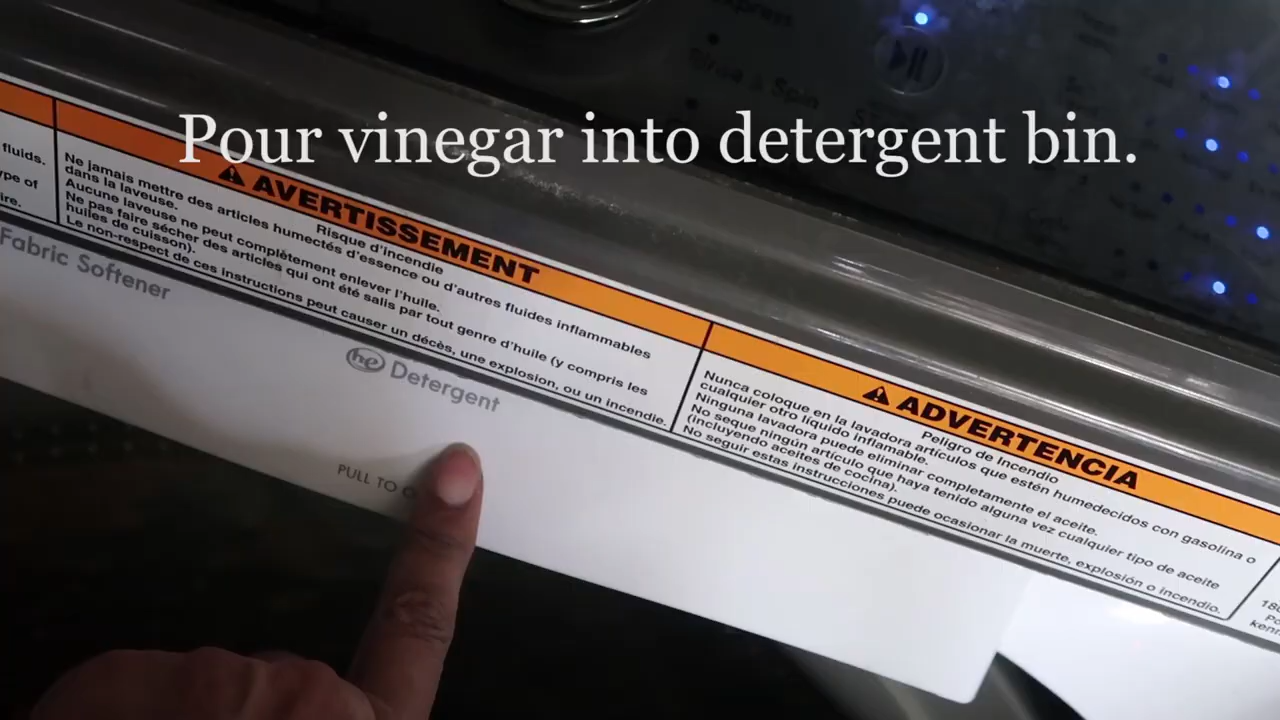 Express
Drain & Spin
Pour vinegar into detergent bin.
fluids.
ype of
ire.
AVERTISSEMENT
Risque d'incendie
Ne jamais mettre des articles humectés d'essence ou d'autres fluides inflammables
dans la laveuse.
Aucune laveuse ne peut complètement enlever l'huile.
Ne pas faire sécher des articles qui ont été salis par tout genre d'huile (y compris les
huiles de cuisson).
Le non-respect de ces instructions peut causer un décès, une explosion, ou un incendie.
ADVERTENCIA
Peligro de Incendio
Nunca coloque en la lavadora artículos que estén humedecidos con gasolina o
cualquier otro líquido inflamable.
Ninguna lavadora puede eliminar completamente el aceite.
No seque ningún artículo que haya tenido alguna vez cualquier tipo de aceite
(incluyendo aceites de cocina).
No seguir estas instrucciones puede ocasionar la muerte, explosión o incendio.
Fabric Softener
he Detergent
PULL TO O